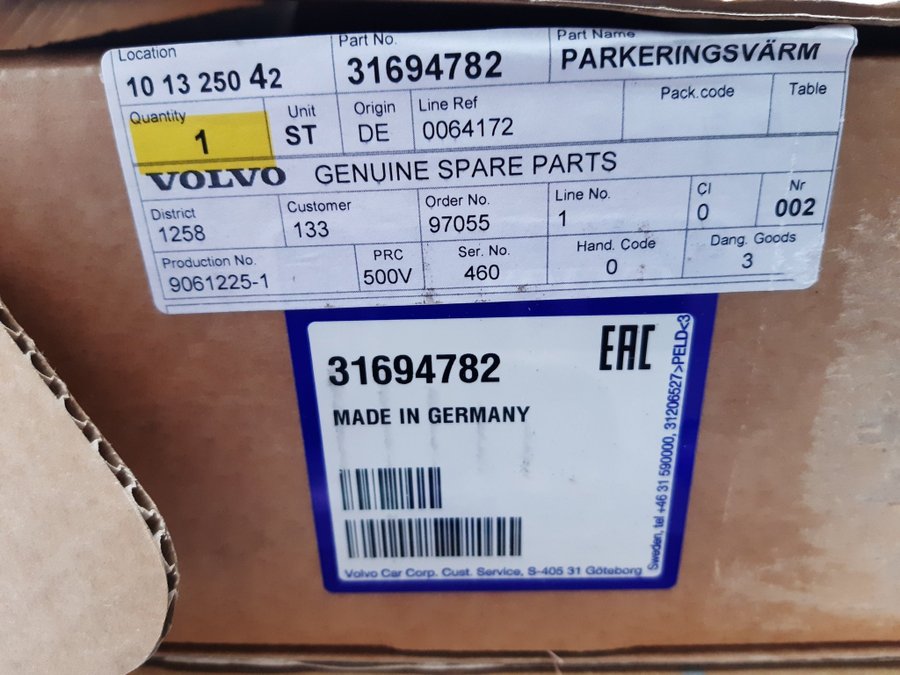 Location Part No. Part Name
10 13 250 42 31694782 PARKERINGSVÄRM
Quantity Unit Origin Line Ref Pack.code Table
1 ST DE 0064172
VOLVO GENUINE SPARE PARTS
District Customer Order No. Line No. CI Nr
1258 133 97055 1 0 002
Production No. PRC Ser. No. Hand. Code Dang. Goods
9061225-1 500V 460 0 3
31694782 EAC
MADE IN GERMANY
Volvo Car Corp. Cust. Service, S-405 31 Göteborg
Sweden, tel +46 31 590000, 31206527>PELD<3